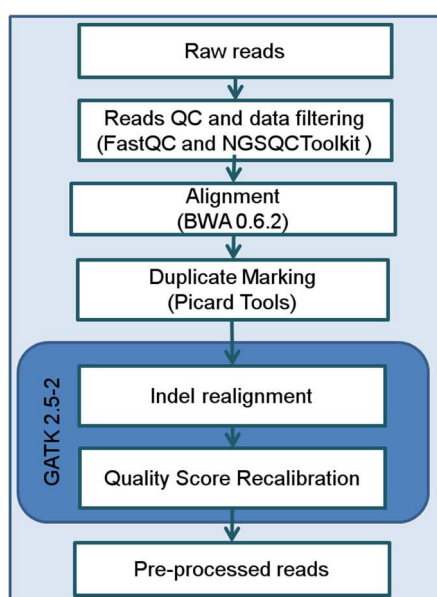 Raw reads
Reads QC and data filtering
(FastQC and NGSQCToolkit )
Alignment
(BWA 0.6.2)
Duplicate Marking
(Picard Tools)
GATK 2.5-2
Indel realignment
Quality Score Recalibration
Pre-processed reads